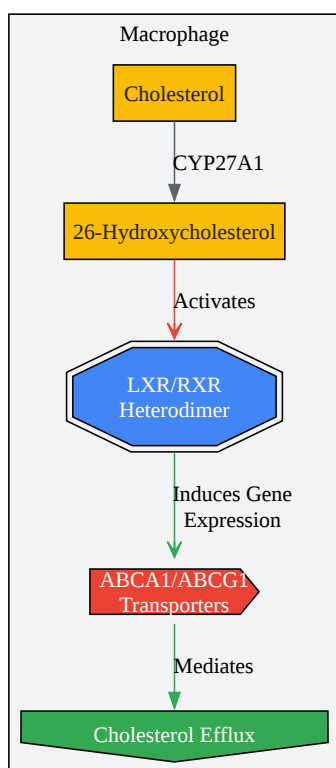 Macrophage
Cholesterol
CYP27A1
26-Hydroxycholesterol
Activates
LXR/RXR
Heterodimer
Induces Gene
Expression
ABCA1/ABCG1
Transporters
Mediates
Cholesterol Efflux